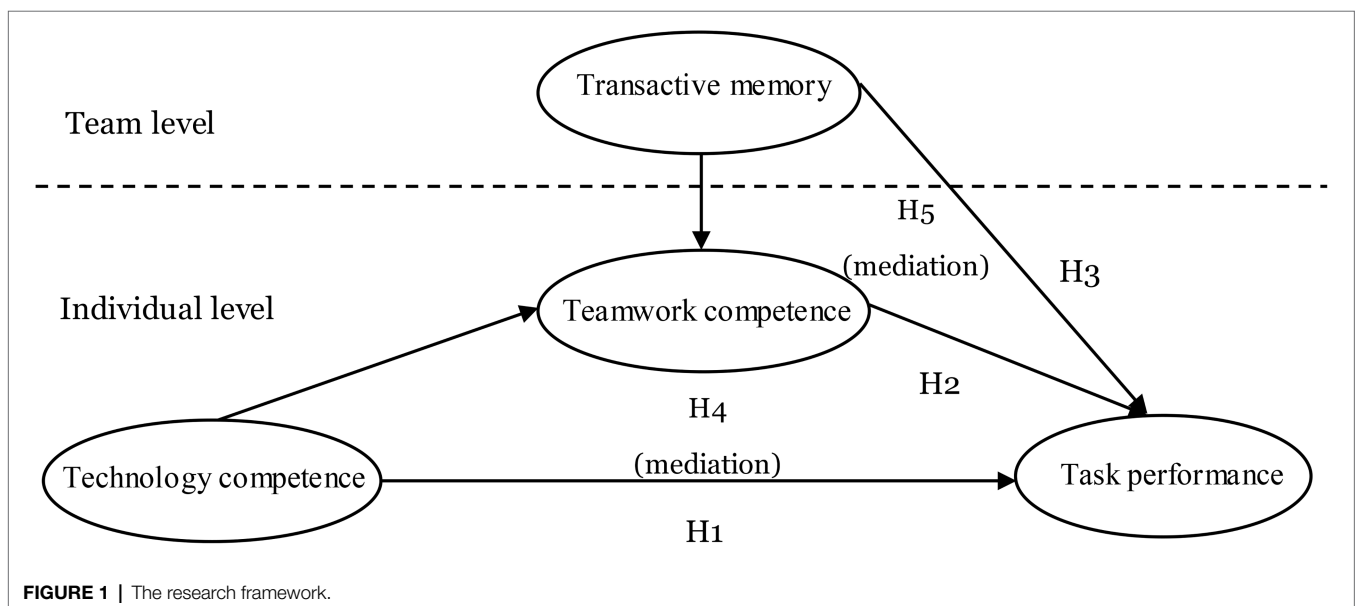 Transactive memory
Team level
H5
(mediation)
H3
Individual level
Teamwork competence
H2
H4
(mediation)
Technology competence
Task performance
H1
FIGURE 1 | The research framework.